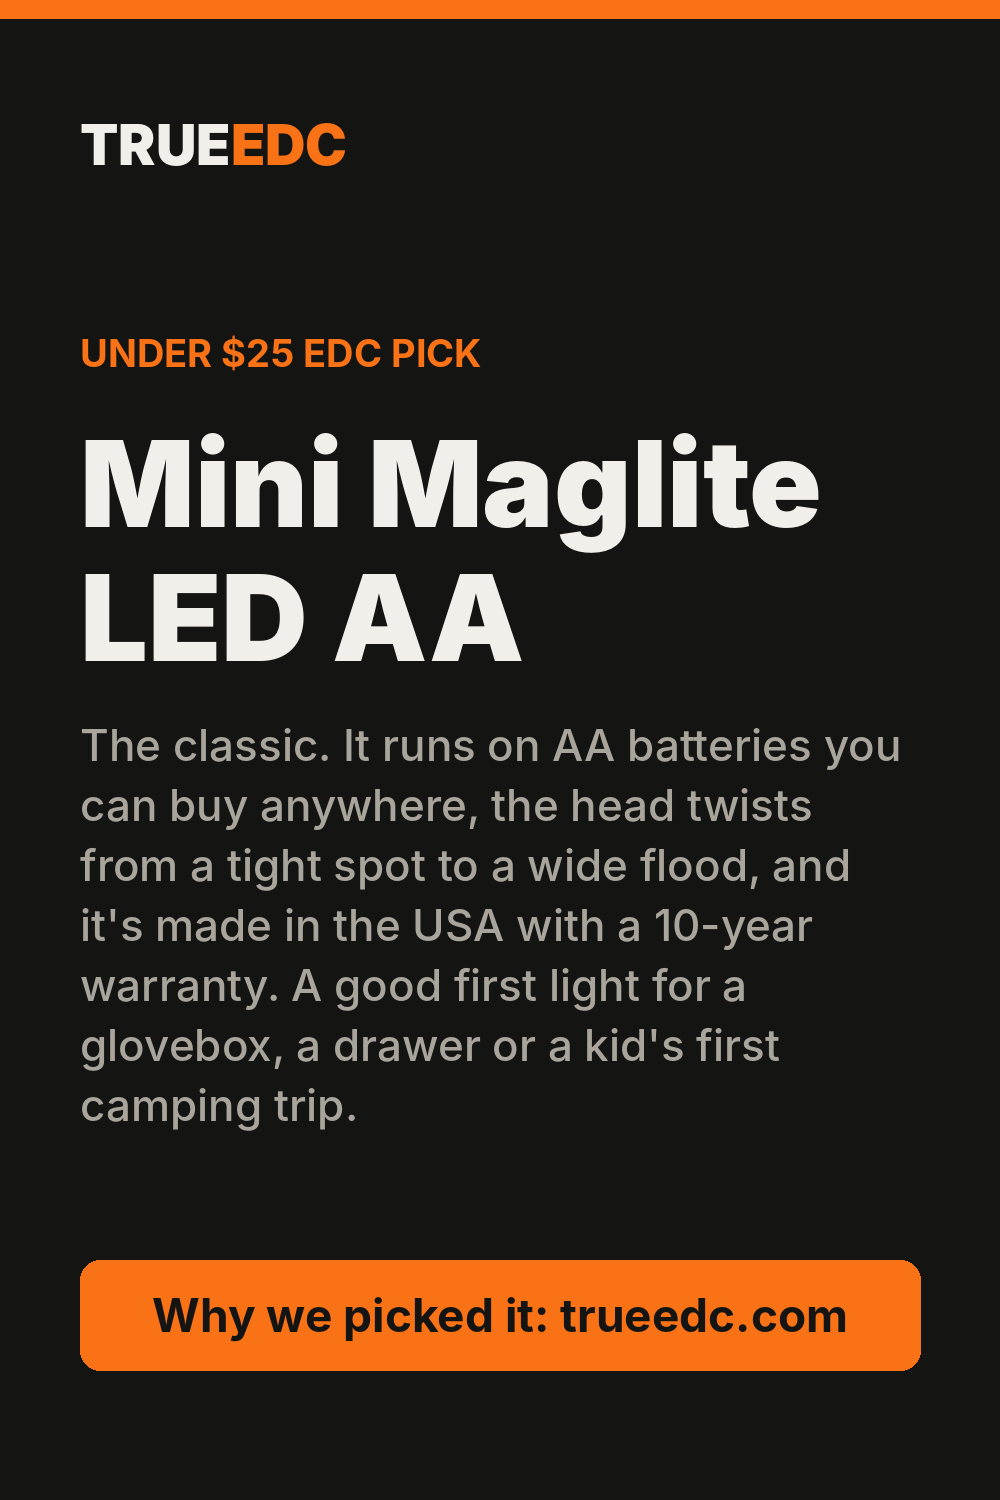 TRUEEDC
UNDER $25 EDC PICK
Mini Maglite
LED AA
The classic. It runs on AA batteries you
can buy anywhere, the head twists
from a tight spot to a wide flood, and
it's made in the USA with a 10-year
warranty. A good first light for a
glovebox, a drawer or a kid's first
camping trip.
Why we picked it: trueedc.com